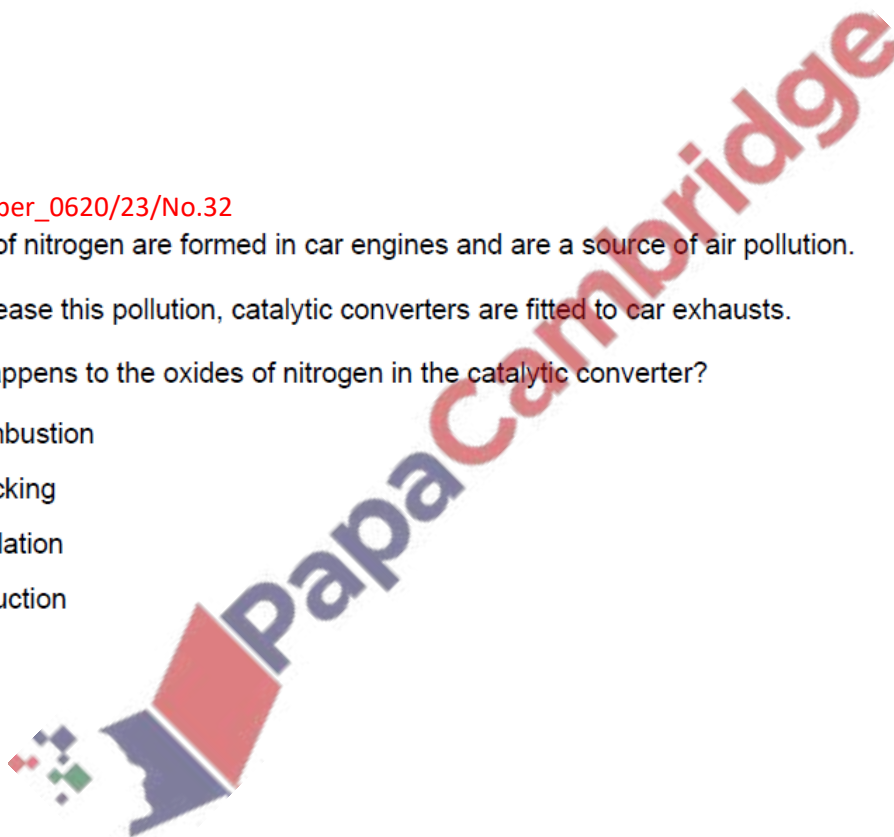 ber_0620/23/No.32
of nitrogen are formed in car engines and are a source of air pollution.
ease this pollution, catalytic converters are fitted to car exhausts.
appens to the oxides of nitrogen in the catalytic converter?
nbustion
cking
lation
uction
PapaCambridge